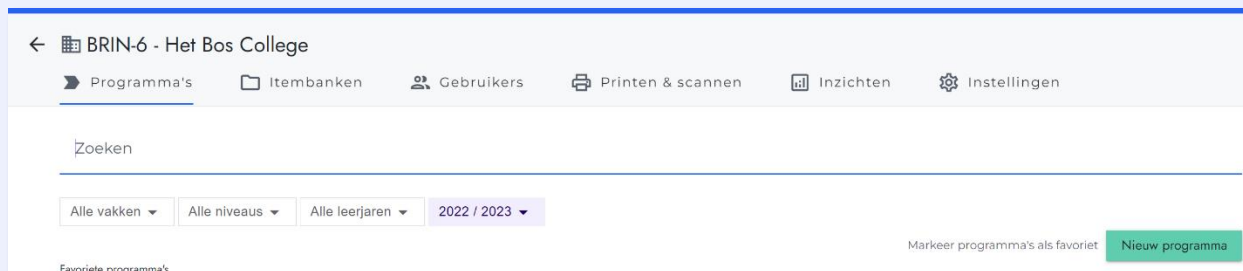 BRIN-6 - Het Bos College
Programma's Itembanken Gebruikers Printen & scannen Inzichten Instellingen
Zoeken
Alle vakken Alle niveaus Alle leerjaren 2022 / 2023
Markeer programma's als favoriet Nieuw programma
Favoriete programma's